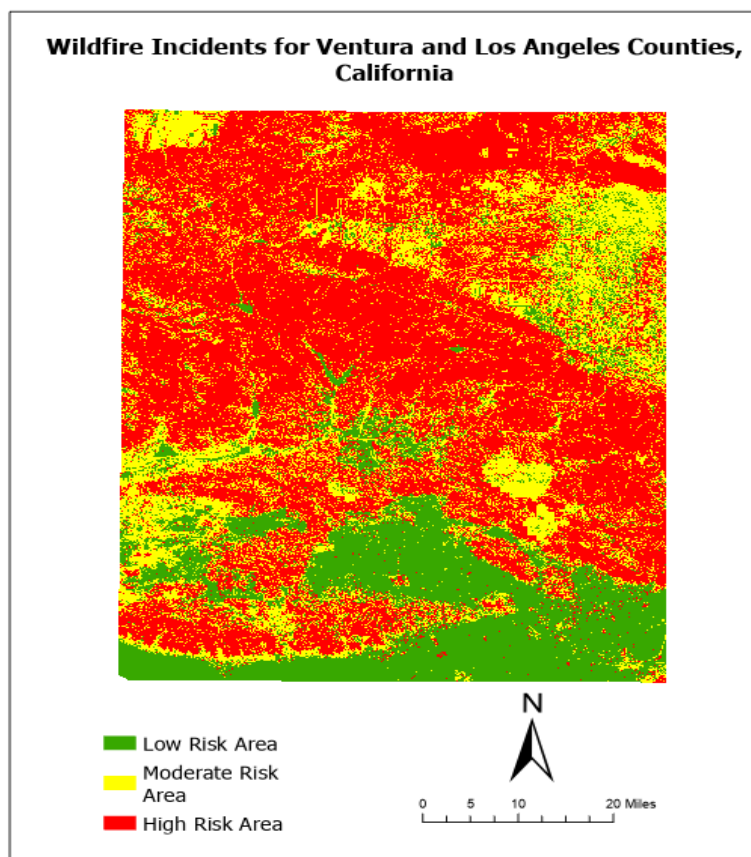 Wildfire Incidents for Ventura and Los Angeles Counties,
California
N
Low Risk Area
Moderate Risk
Area
High Risk Area
0 5 10 20 Miles